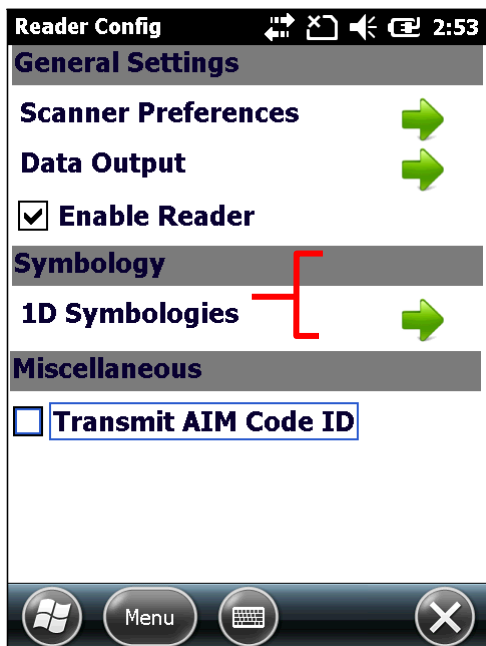 Reader Config 2:53
General Settings
Scanner Preferences
Data Output
Enable Reader
Symbology
1D Symbologies
Miscellaneous
Transmit AIM Code ID
Menu